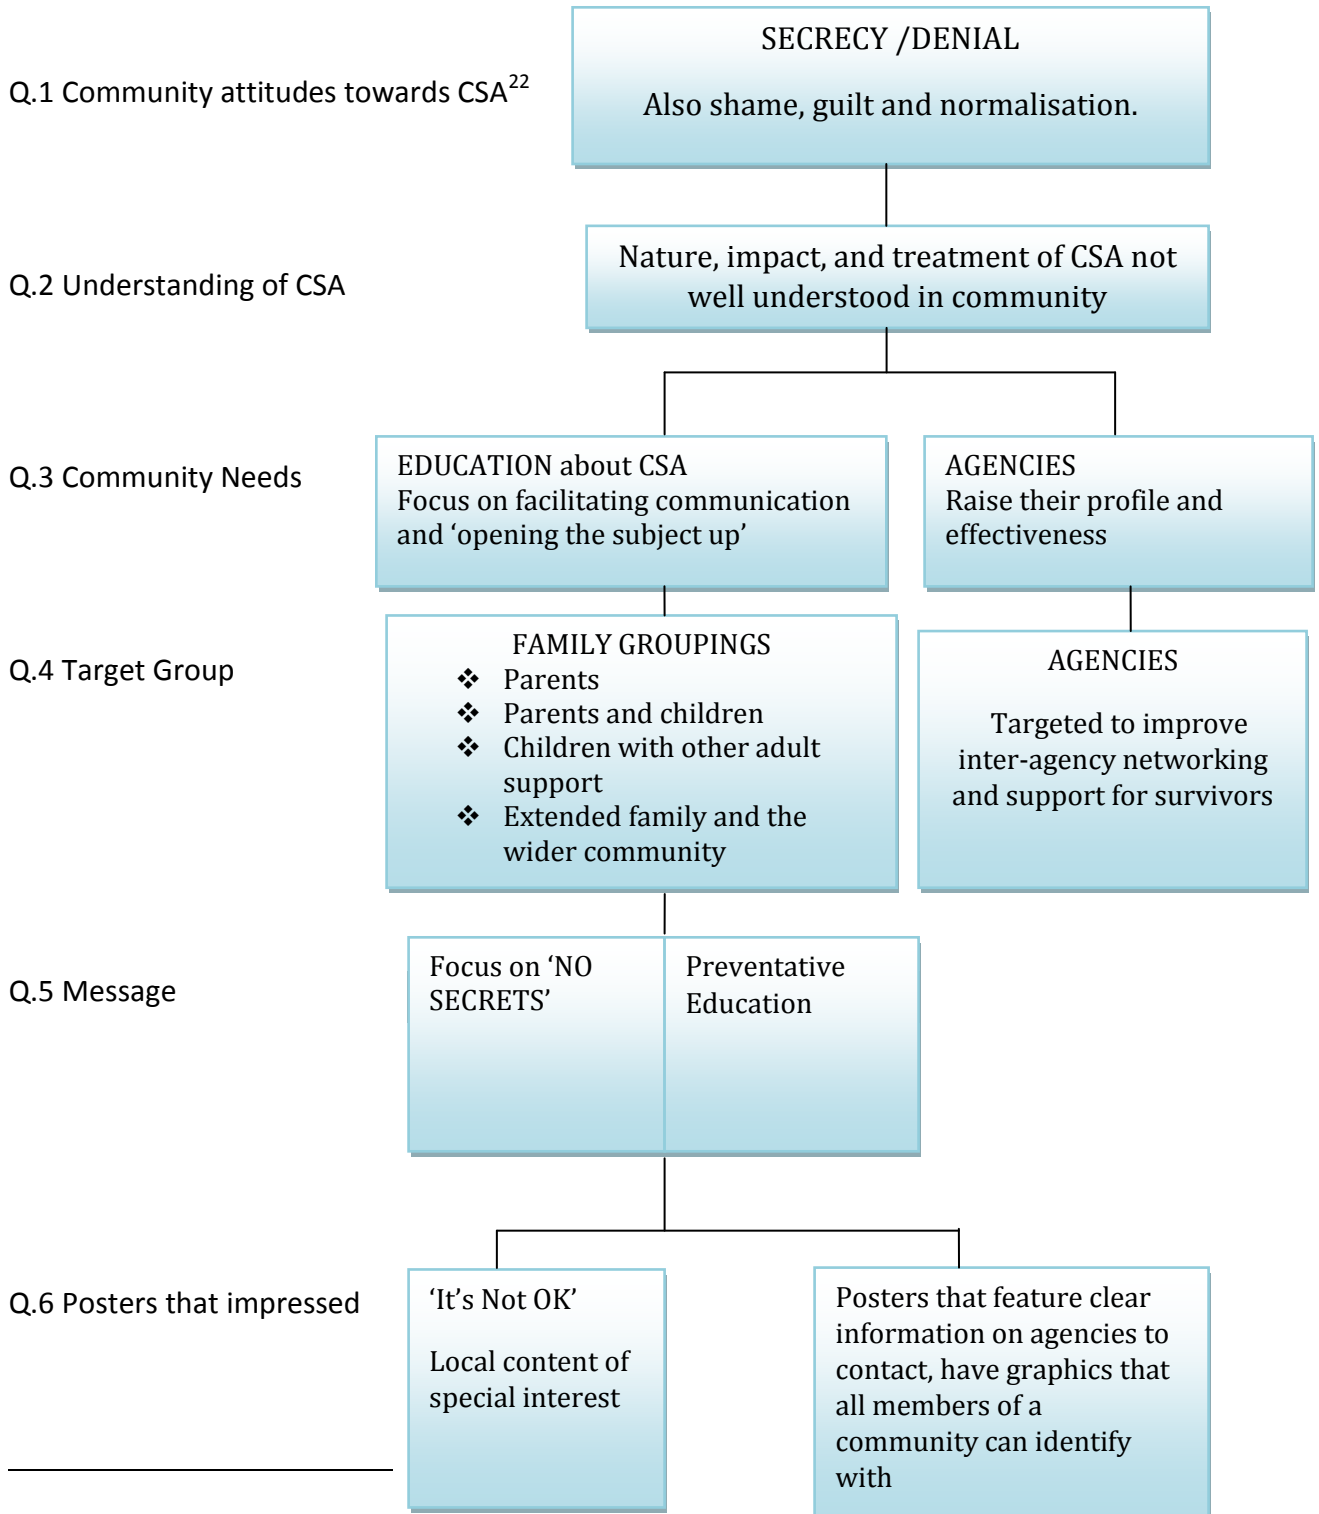 SECRECY /DENIAL
Q.1 Community attitudes towards CSA22
Also shame, guilt and normalisation.
Q.2 Understanding of CSA
Nature, impact, and treatment of CSA not
well understood in community
Q.3 Community Needs
EDUCATION about CSA
Focus on facilitating communication
and ‘opening the subject up’
AGENCIES
Raise their profile and
effectiveness
Q.4 Target Group
FAMILY GROUPINGS
❖ Parents
❖ Parents and children
❖ Children with other adult
support
❖ Extended family and the
wider community
AGENCIES
Targeted to improve
inter-agency networking
and support for survivors
Q.5 Message
Focus on ‘NO
SECRETS’
Preventative
Education
Q.6 Posters that impressed
‘It’s Not OK’
Local content of
special interest
Posters that feature clear
information on agencies to
contact, have graphics that
all members of a
community can identify
with